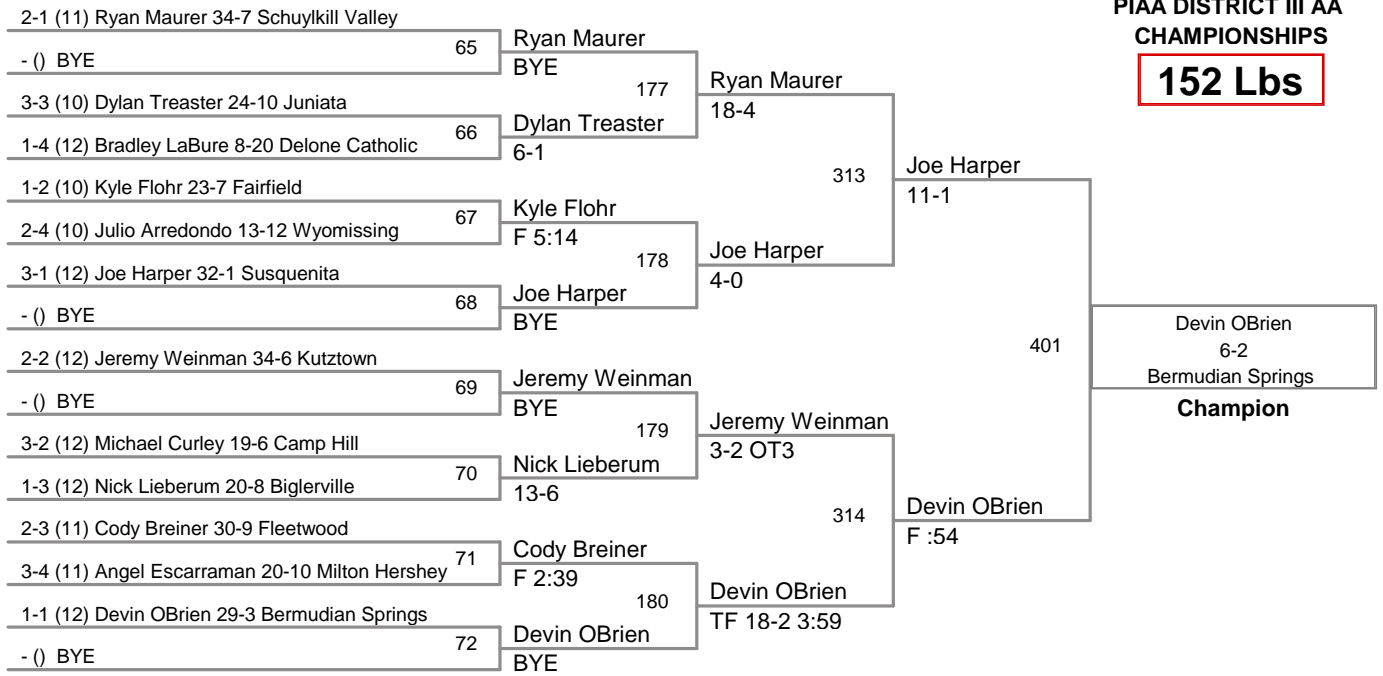 PIAA DISTRICT III AA
CHAMPIONSHIPS
152 Lbs
2-1 (11) Ryan Maurer 34-7 Schuylkill Valley
65
- () BYE
Ryan Maurer
BYE
177
3-3 (10) Dylan Treaster 24-10 Juniata
66
1-4 (12) Bradley LaBure 8-20 Delone Catholic
Dylan Treaster
6-1
Ryan Maurer
18-4
313
1-2 (10) Kyle Flohr 23-7 Fairfield
67
2-4 (10) Julio Arredondo 13-12 Wyomissing
Kyle Flohr
F 5:14
178
3-1 (12) Joe Harper 32-1 Susquenita
68
- () BYE
Joe Harper
BYE
Joe Harper
4-0
Joe Harper
11-1
401
2-2 (12) Jeremy Weinman 34-6 Kutztown
69
- () BYE
Jeremy Weinman
BYE
179
3-2 (12) Michael Curley 19-6 Camp Hill
70
1-3 (12) Nick Lieberum 20-8 Biglerville
Nick Lieberum
13-6
Jeremy Weinman
3-2 OT3
314
2-3 (11) Cody Breiner 30-9 Fleetwood
71
3-4 (11) Angel Escarraman 20-10 Milton Hershey
Cody Breiner
F 2:39
180
1-1 (12) Devin OBrien 29-3 Bermudian Springs
72
- () BYE
Devin OBrien
BYE
Devin OBrien
TF 18-2 3:59
Devin OBrien
F :54
Devin OBrien
6-2
Bermudian Springs
Champion